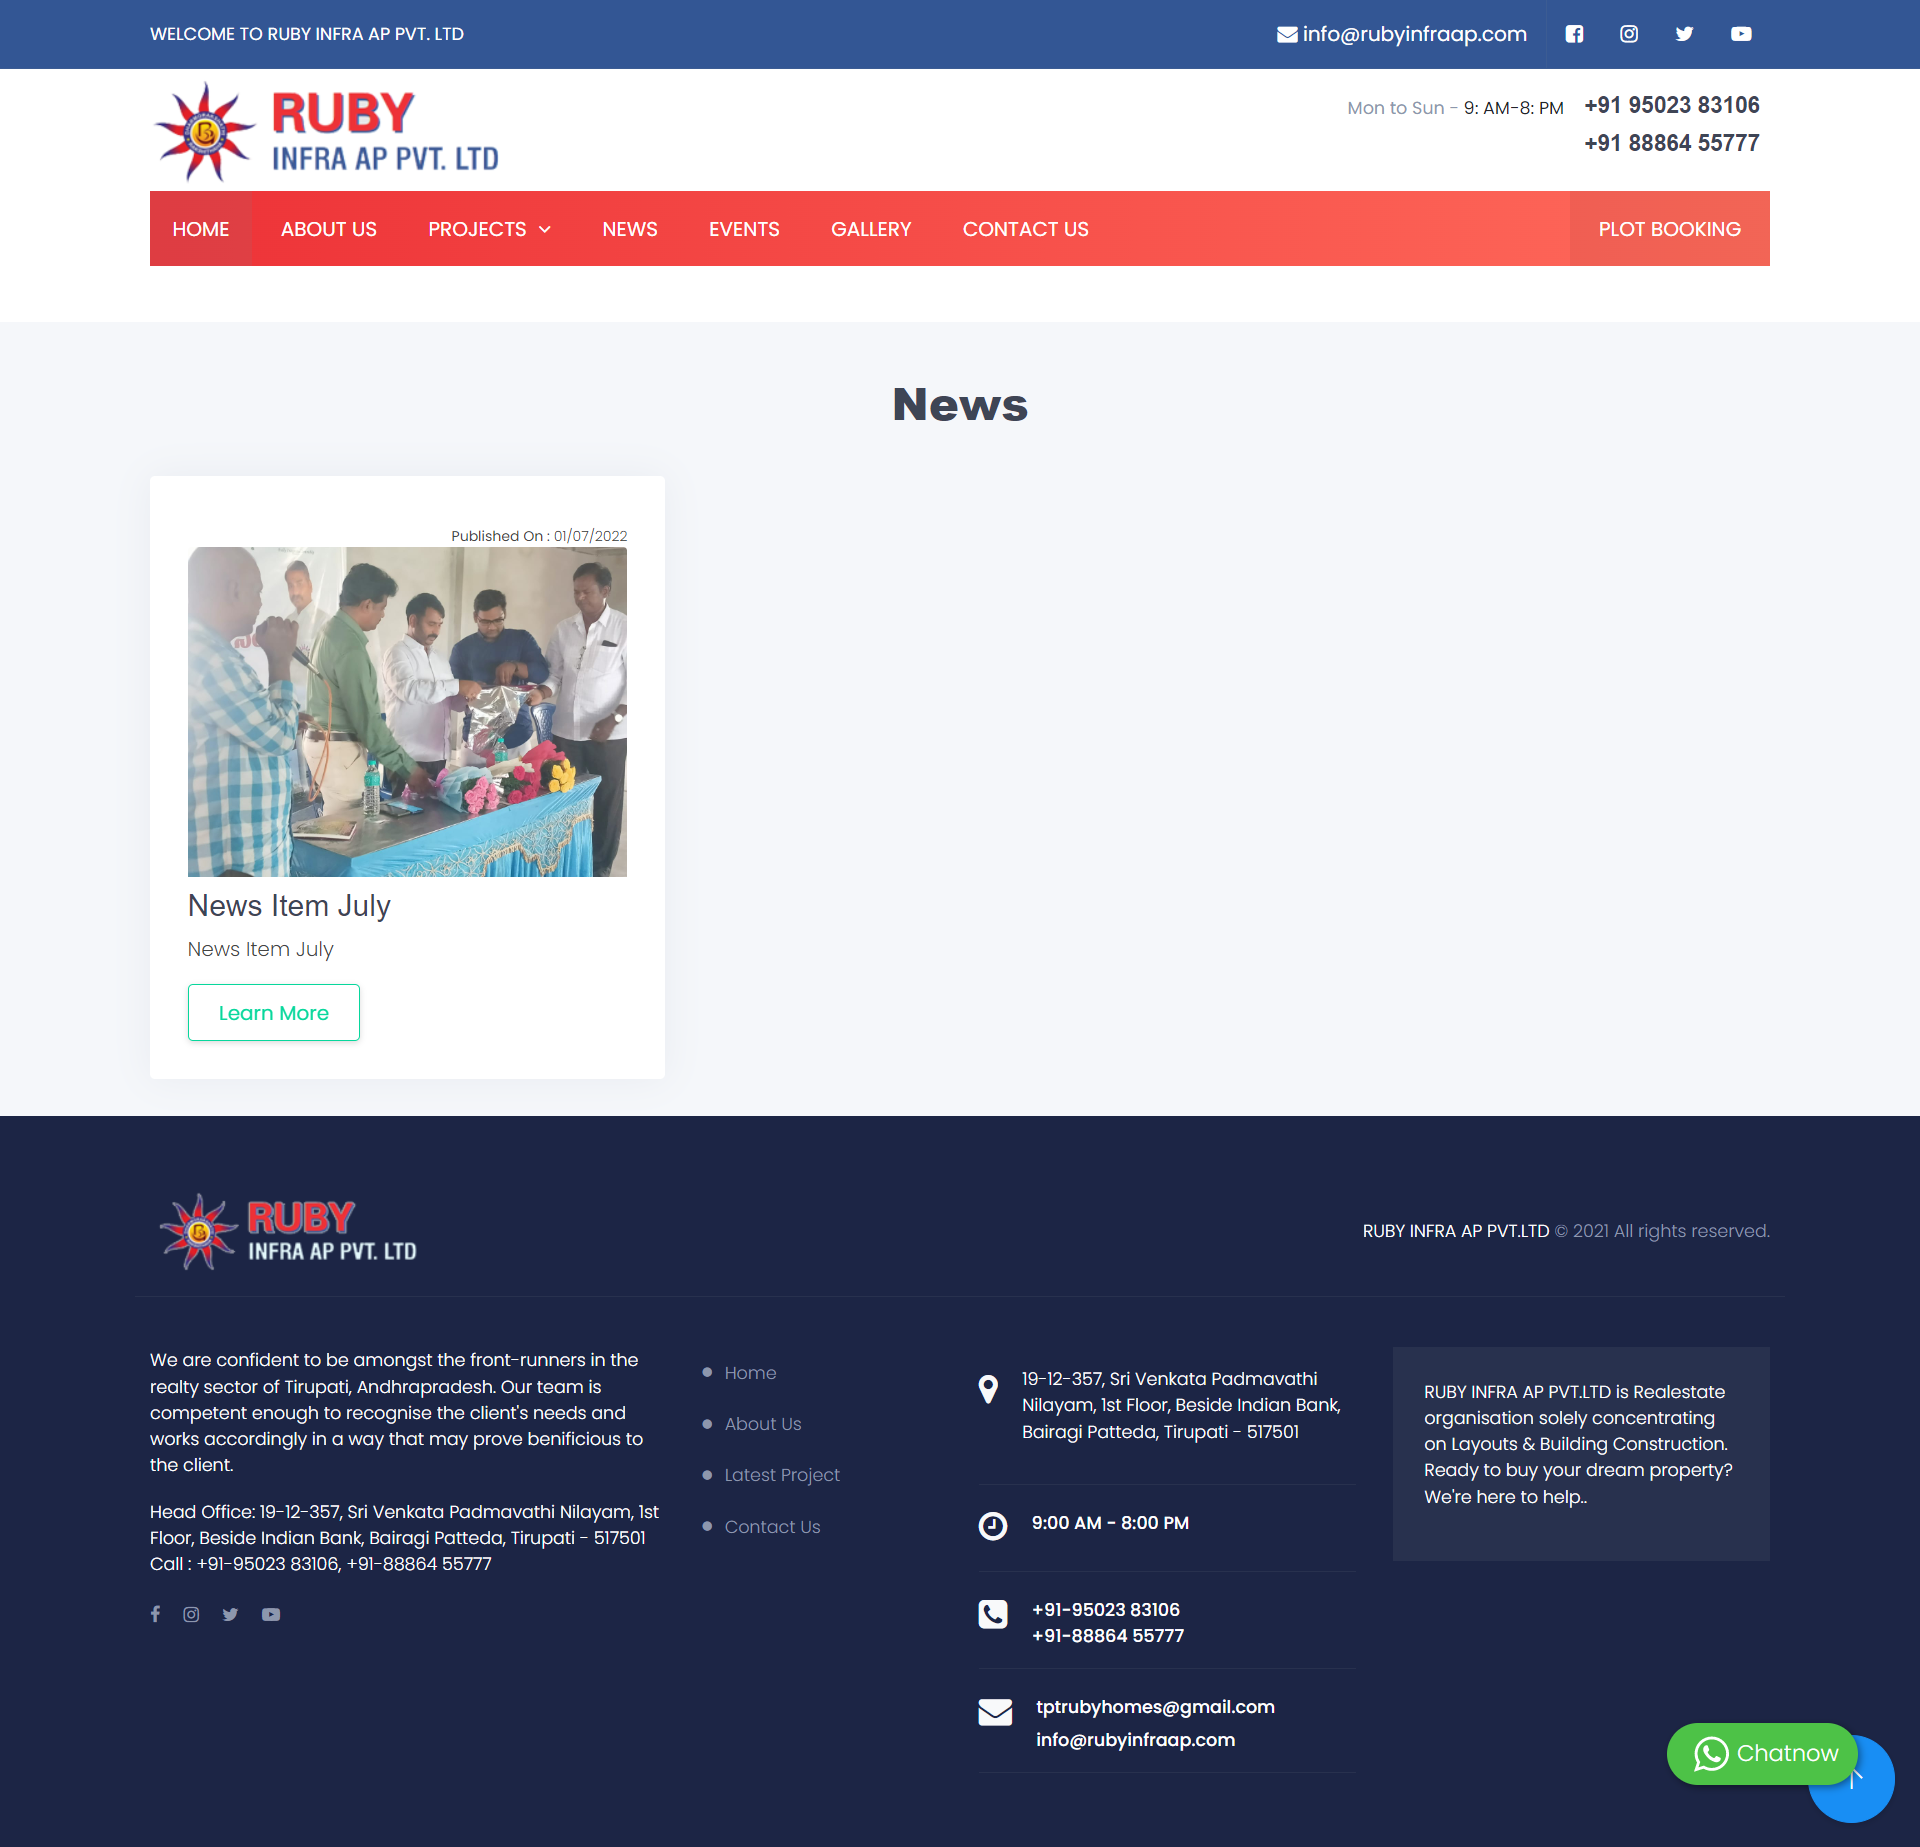 WELCOME TO RUBY INFRA AP PVT. LTD
info@rubyinfraap.com
RUBY
INFRA AP PVT. LTD
Mon to Sun - 9: AM-8: PM
+91 95023 83106
+91 88864 55777
HOME ABOUT US PROJECTS NEWS EVENTS GALLERY CONTACT US PLOT BOOKING
News
Published On : 01/07/2022
News Item July
News Item July
Learn More
RUBY
INFRA AP PVT. LTD
RUBY INFRA AP PVT.LTD © 2021 All rights reserved.
We are confident to be amongst the front-runners in the
realty sector of Tirupati, Andhrapradesh. Our team is
competent enough to recognise the client's needs and
works accordingly in a way that may prove benificious to
the client.
Head Office: 19-12-357, Sri Venkata Padmavathi Nilayam, 1st
Floor, Beside Indian Bank, Bairagi Patteda, Tirupati - 517501
Call : +91-95023 83106, +91-88864 55777
Home
About Us
Latest Project
Contact Us
19-12-357, Sri Venkata Padmavathi
Nilayam, 1st Floor, Beside Indian Bank,
Bairagi Patteda, Tirupati - 517501
9:00 AM - 8:00 PM
+91-95023 83106
+91-88864 55777
tptrubyhomes@gmail.com
info@rubyinfraap.com
RUBY INFRA AP PVT.LTD is Realestate
organisation solely concentrating
on Layouts & Building Construction.
Ready to buy your dream property?
We're here to help..
Chatnow